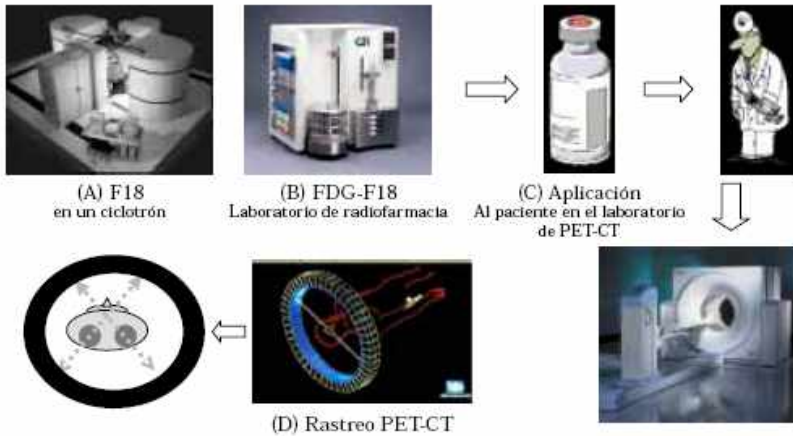 (A) F18
en un ciclotrón
(B) FDG-F18
Laboratorio de radiofarmacia
(C) Aplicación
Al paciente en el laboratorio
de PET-CT
(D) Rastreo PET-CT